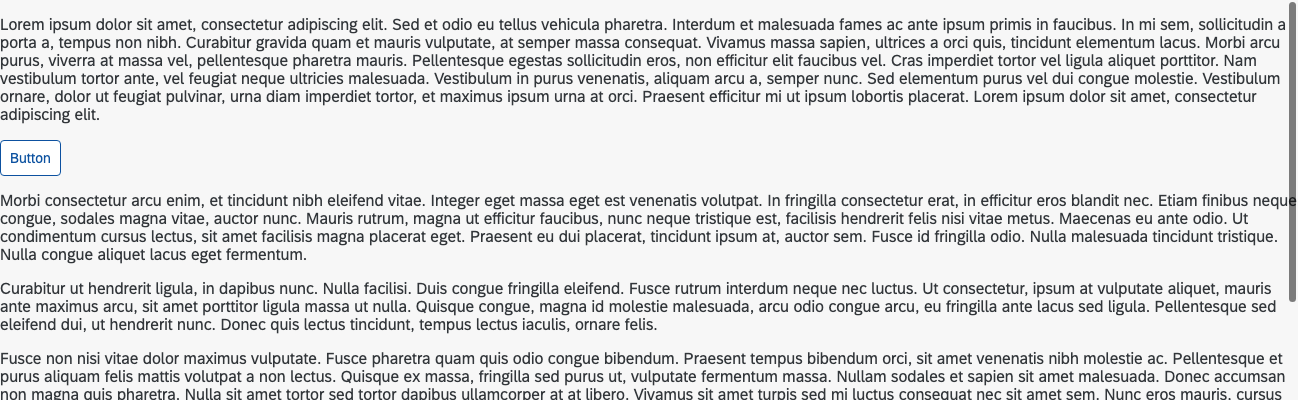 Lorem ipsum dolor sit amet, consectetur adipiscing elit. Sed et odio eu tellus vehicula pharetra. Interdum et malesuada fames ac ante ipsum primis in faucibus. In mi sem, sollicitudin a
porta a, tempus non nibh. Curabitur gravida quam et mauris vulputate, at semper massa consequat. Vivamus massa sapien, ultrices a orci quis, tincidunt elementum lacus. Morbi arcu
purus, viverra at massa vel, pellentesque pharetra mauris. Pellentesque egestas sollicitudin eros, non efficitur elit faucibus vel. Cras imperdiet tortor vel ligula aliquet porttitor. Nam
vestibulum tortor ante, vel feugiat neque ultricies malesuada. Vestibulum in purus venenatis, aliquam arcu a, semper nunc. Sed elementum purus vel dui congue molestie. Vestibulum
ornare, dolor ut feugiat pulvinar, urna diam imperdiet tortor, et maximus ipsum urna at orci. Praesent efficitur mi ut ipsum lobortis placerat. Lorem ipsum dolor sit amet, consectetur
adipiscing elit.
Button
Morbi consectetur arcu enim, et tincidunt nibh eleifend vitae. Integer eget massa eget est venenatis volutpat. In fringilla consectetur erat, in efficitur eros blandit nec. Etiam finibus neque
congue, sodales magna vitae, auctor nunc. Mauris rutrum, magna ut efficitur faucibus, nunc neque tristique est, facilisis hendrerit felis nisi vitae metus. Maecenas eu ante odio. Ut
condimentum cursus lectus, sit amet facilisis magna placerat eget. Praesent eu dui placerat, tincidunt ipsum at, auctor sem. Fusce id fringilla odio. Nulla malesuada tincidunt tristique.
Nulla congue aliquet lacus eget fermentum.
Curabitur ut hendrerit ligula, in dapibus nunc. Nulla facilisi. Duis congue fringilla eleifend. Fusce rutrum interdum neque nec luctus. Ut consectetur, ipsum at vulputate aliquet, mauris
ante maximus arcu, sit amet porttitor ligula massa ut nulla. Quisque congue, magna id molestie malesuada, arcu odio congue arcu, eu fringilla ante lacus sed ligula. Pellentesque sed
eleifend dui, ut hendrerit nunc. Donec quis lectus tincidunt, tempus lectus iaculis, ornare felis.
Fusce non nisi vitae dolor maximus vulputate. Fusce pharetra quam quis odio congue bibendum. Praesent tempus bibendum orci, sit amet venenatis nibh molestie ac. Pellentesque et
purus aliquam felis mattis volutpat a non lectus. Quisque ex massa, fringilla sed purus ut, vulputate fermentum massa. Nullam sodales et sapien sit amet malesuada. Donec accumsan
non magna quis pharetra. Nulla sit amet tortor sed tortor dapibus ullamcorper at at libero. Vivamus sit amet turpis sed mi luctus consequat nec sit amet sem. Nunc eros mauris, cursus